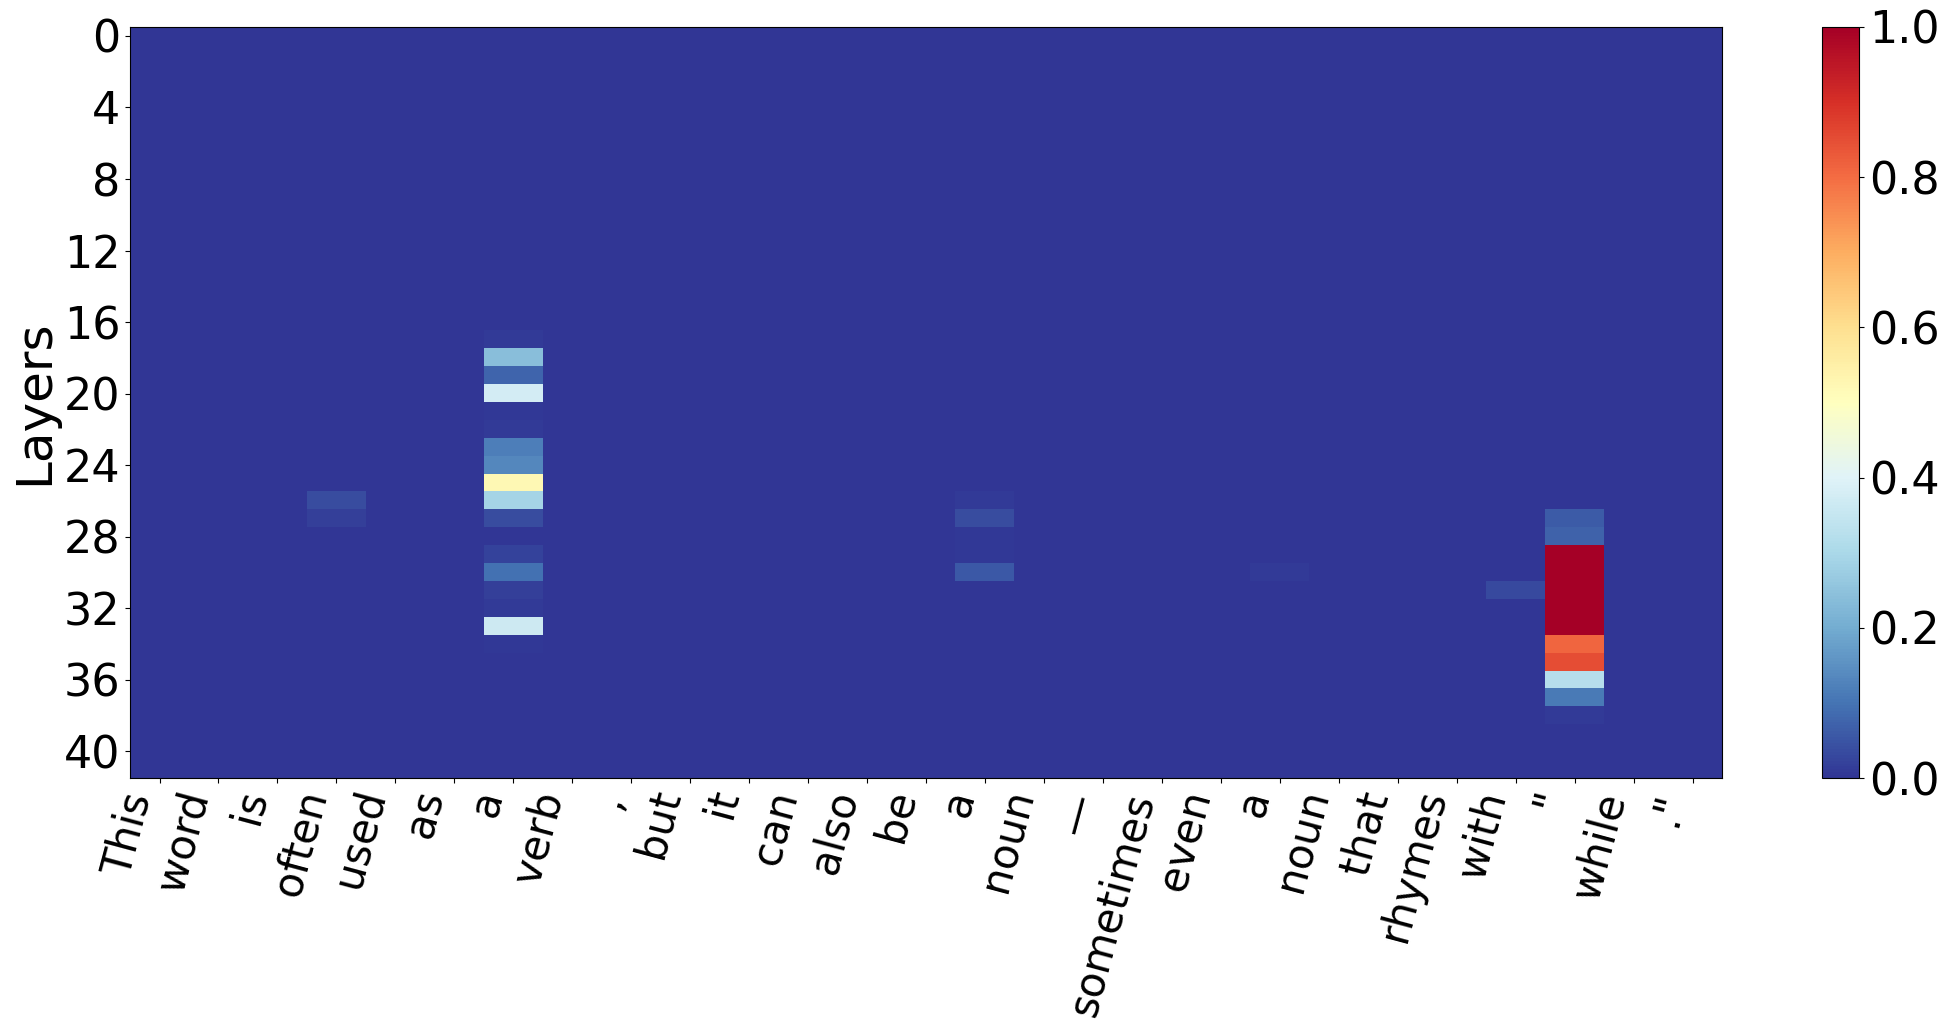 Layers
0
4
8
12
16
20
24
28
32
36
40
This
word
is
often
used
as
a
verb
,
but
it
can
also
be
a
noun
—
sometimes
even
a
noun
that
rhymes
with
"
while
."
1.0
0.8
0.6
0.4
0.2
0.0